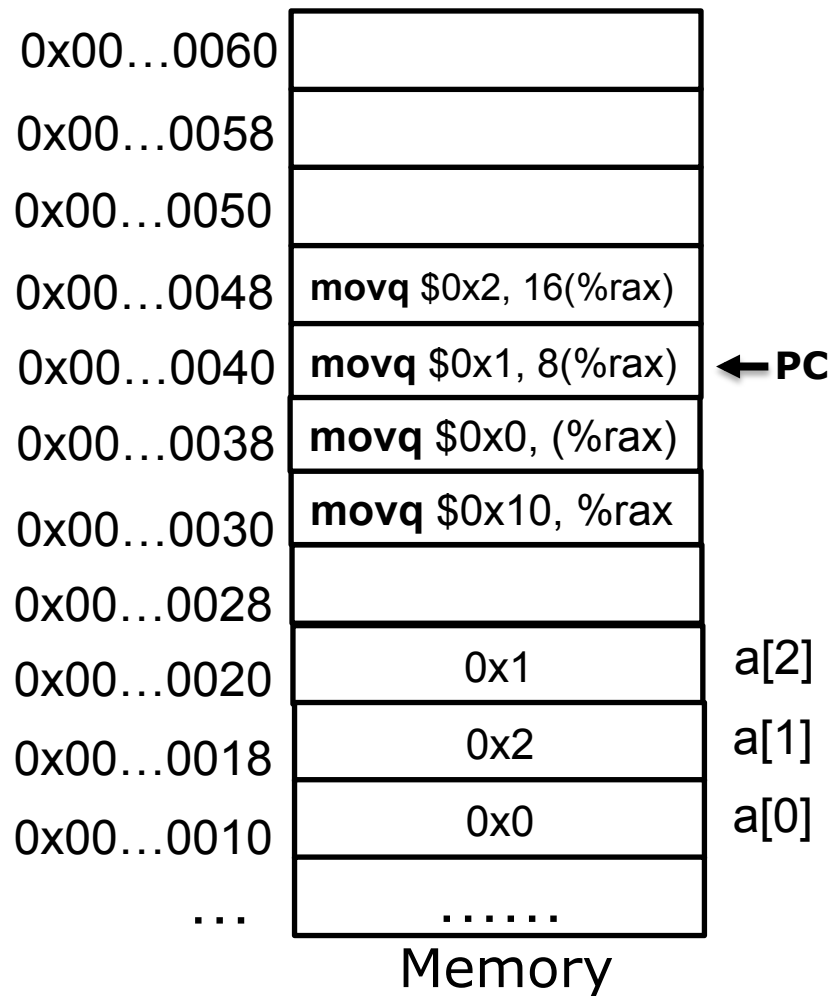 0x00…0060
0x00…0058
0x00…0050
0x00…0048 movq $0x2, 16(%rax)
0x00…0040 movq $0x1, 8(%rax) PC
0x00…0038 movq $0x0, (%rax)
0x00…0030 movq $0x10, %rax
0x00…0028
0x00…0020 0x1 a[2]
0x00…0018 0x2 a[1]
0x00…0010 0x0 a[0]
… ……
Memory